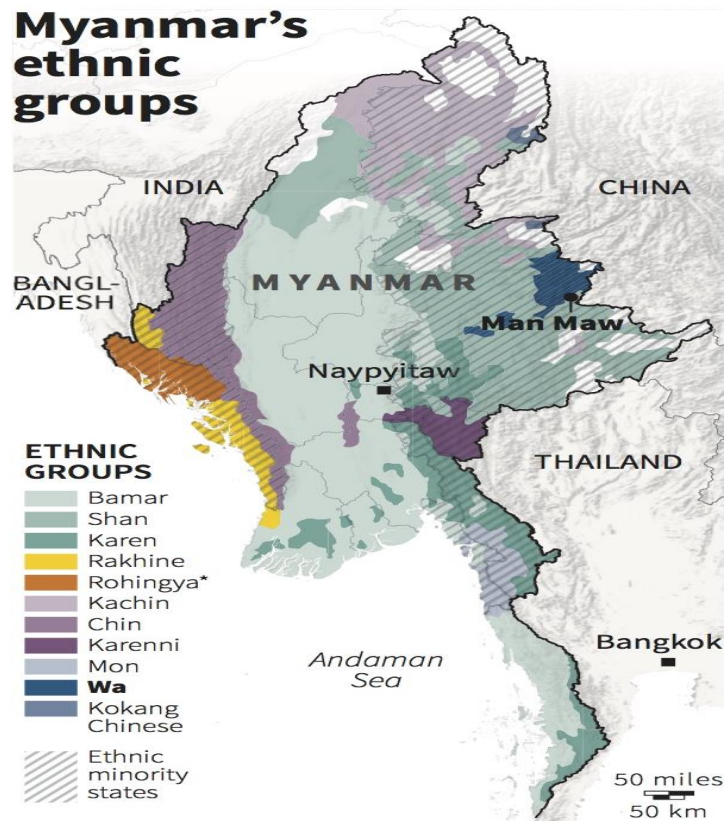 Myanmar's
ethnic
groups
INDIA
CHINA
BANGL-
ADESH
MYANMAR
Man Maw
Naypyitaw
THAILAND
ETHNIC
GROUPS
Bamar
Shan
Karen
Rakhine
Rohingya*
Kachin
Chin
Karenni
Mon
Wa
Kokang
Chinese
Ethnic
minority
states
Andaman
Sea
Bangkok
50 miles
50 km